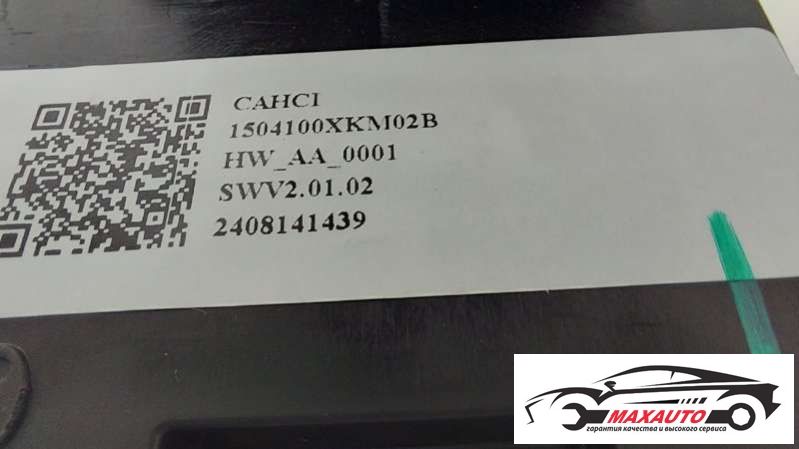 CAHCI
1504100XKM02B
HW_AA_0001
SWV2.01.02
2408141439
MAXAUTO
гарантия качества и высокого сервиса